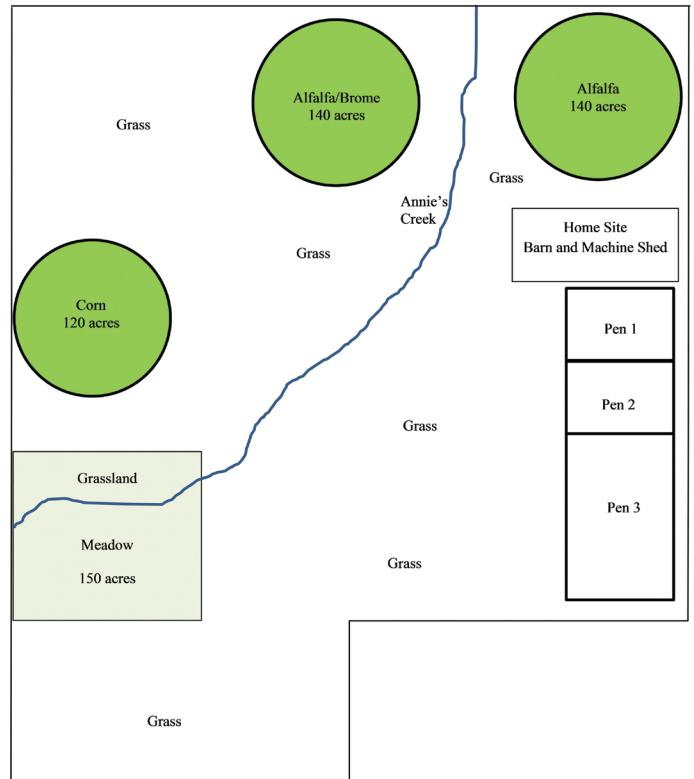 Alfalfa/Brome
140 acres
Alfalfa
140 acres
Grass
Grass
Annie's
Creek
Grass
Home Site
Barn and Machine Shed
Corn
120 acres
Pen 1
Pen 2
Grass
Grassland
Pen 3
Meadow
150 acres
Grass
Grass